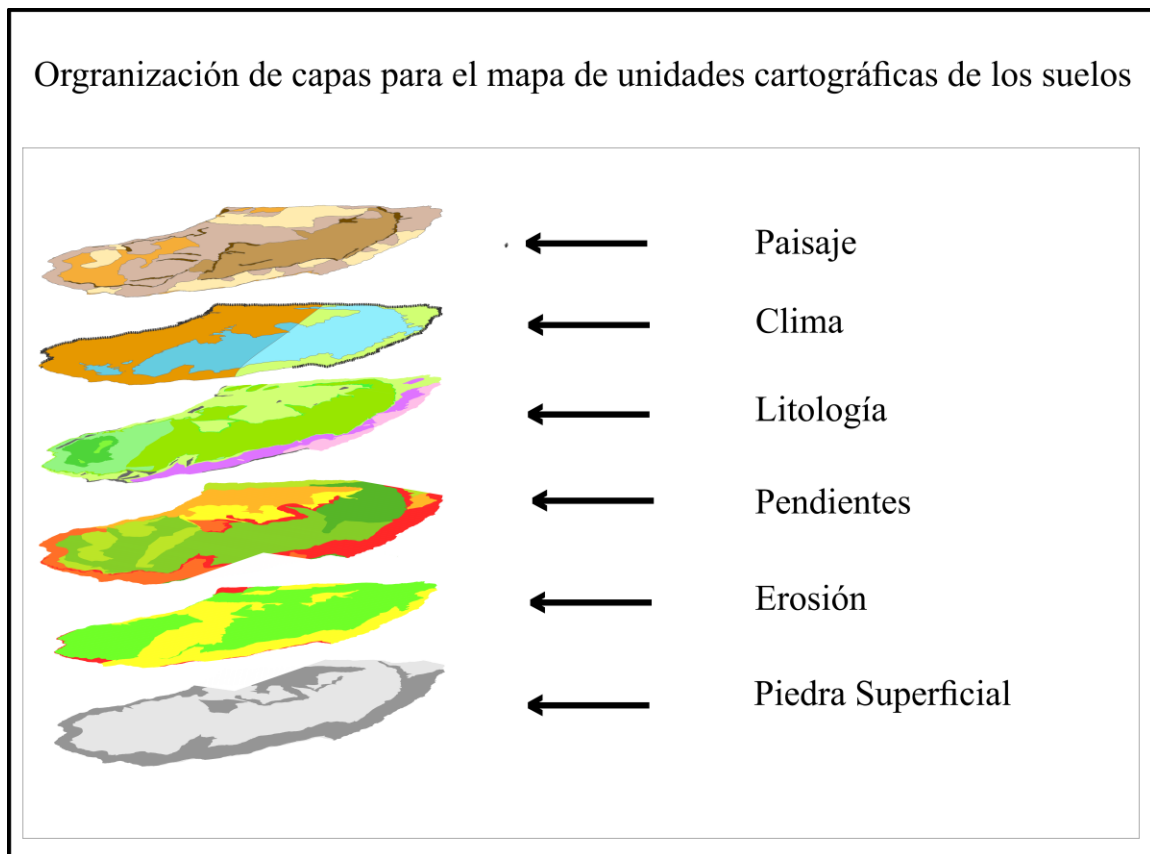 Orgranización de capas para el mapa de unidades cartográficas de los suelos
Paisaje
Clima
Litología
Pendientes
Erosión
Piedra Superficial